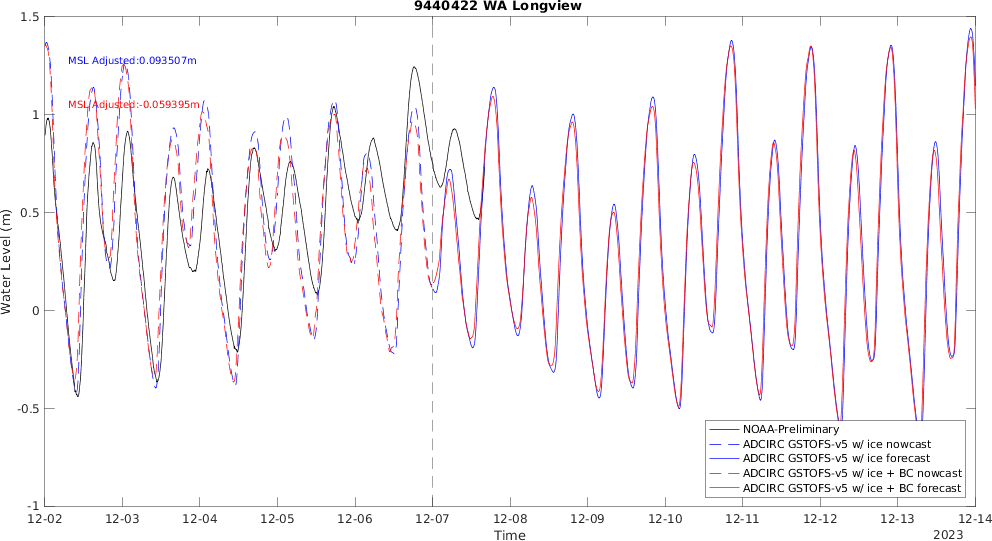 9440422 WA Longview
1.5
MSL Adjusted:0.093507m
MSL Adjusted:-0.059395m
1
0.5
0
-0.5
-1
Water Level (m)
NOAA-Preliminary
ADCIRC GSTOFS-v5 w/ ice nowcast
ADCIRC GSTOFS-v5 w/ ice forecast
ADCIRC GSTOFS-v5 w/ ice + BC nowcast
ADCIRC GSTOFS-v5 w/ ice + BC forecast
12-02 12-03 12-04 12-05 12-06 12-07 12-08 12-09 12-10 12-11 12-12 12-13 12-14
Time
2023